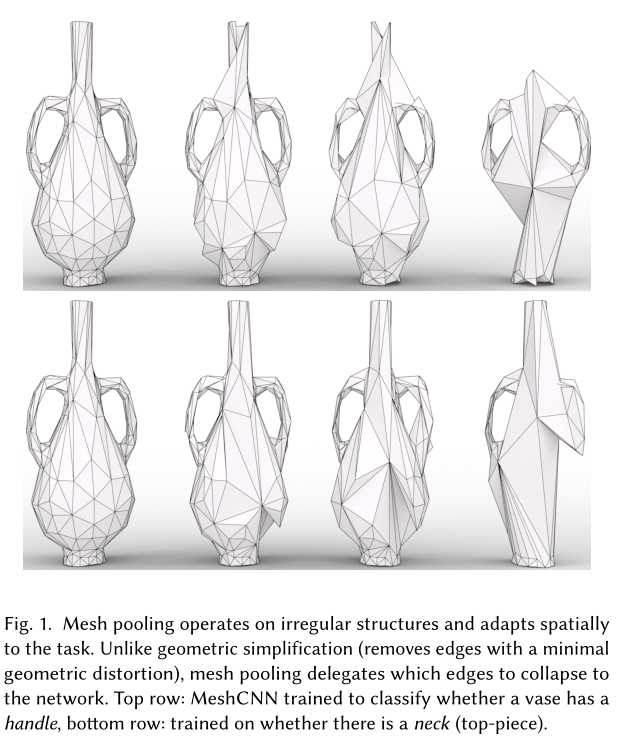 Fig. 1. Mesh pooling operates on irregular structures and adapts spatially
to the task. Unlike geometric simplification (removes edges with a minimal
geometric distortion), mesh pooling delegates which edges to collapse to
the network. Top row: MeshCNN trained to classify whether a vase has a
handle, bottom row: trained on whether there is a neck (top-piece).